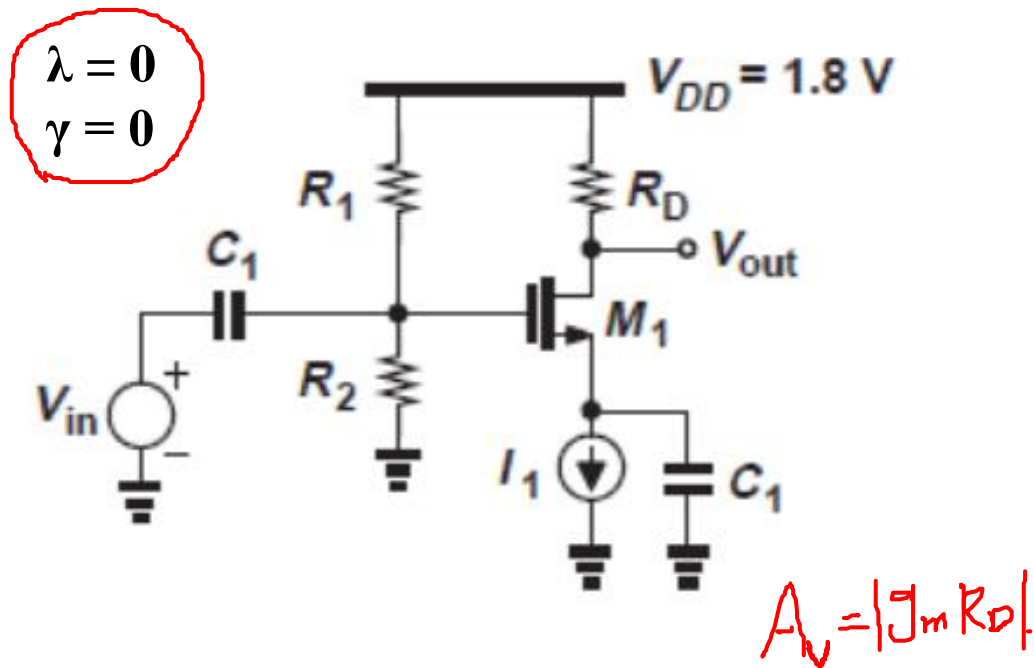 λ = 0
γ = 0
V_DD = 1.8 V
R_1
R_D
C_1
V_out
M_1
R_2
V_in
+
−
I_1
C_1
A_v = |g_m R_D|